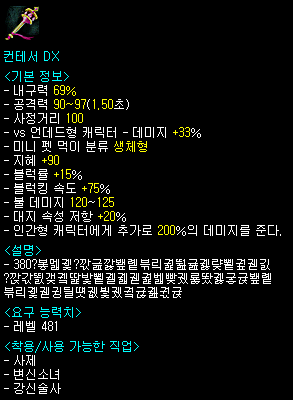 컨테서 DX
<기본 정보>
- 내구력 69%
- 공격력 90~97(1,50초)
- 사정거리 100
- vs 언데드형 캐릭터 - 데미지 +33%
- 미니 펫 먹이 분류 생체형
- 지혜 +90
- 블럭률 +15%
- 블럭킹 속도 +75%
- 불 데미지 120~125
- 대지 속성 저항 +20%
- 인간형 캐릭터에게 추가로 200%의 데미지를 준다.
<설명>
<요구 능력치>
- 레벨 481
<착용/사용 가능한 직업>
- 사제
- 변신소녀
- 강신술사